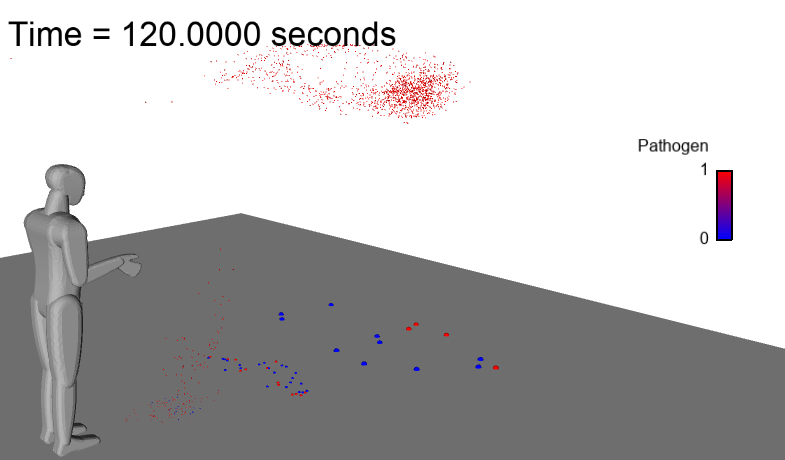 Time = 120.0000 seconds
Pathogen
1
0